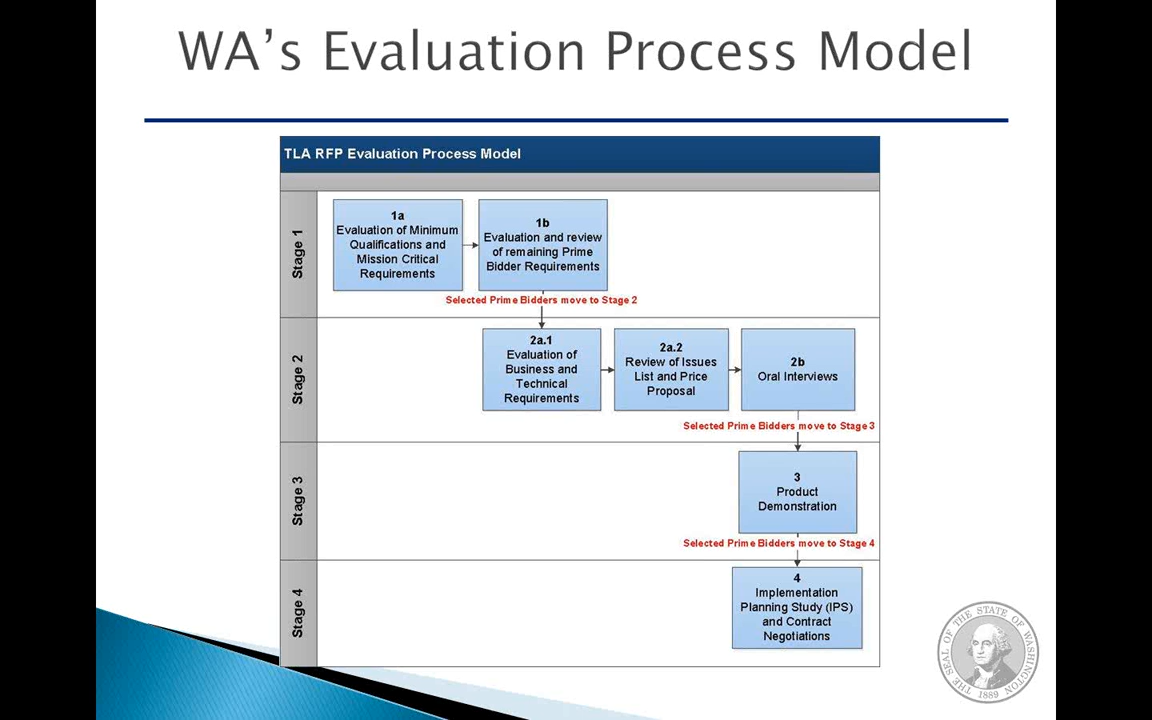 WA's Evaluation Process Model
TLA RFP Evaluation Process Model
Stage 1
1a
Evaluation of Minimum
Qualifications and
Mission Critical
Requirements
1b
Evaluation and review
of remaining Prime
Bidder Requirements
Selected Prime Bidders move to Stage 2
Stage 2
2a.1
Evaluation of
Business and
Technical
Requirements
2a.2
Review of Issues
List and Price
Proposal
2b
Oral Interviews
Selected Prime Bidders move to Stage 3
Stage 3
3
Product
Demonstration
Selected Prime Bidders move to Stage 4
Stage 4
4
Implementation
Planning Study (IPS)
and Contract
Negotiations
THE SEAL OF THE STATE OF WASHINGTON
1889